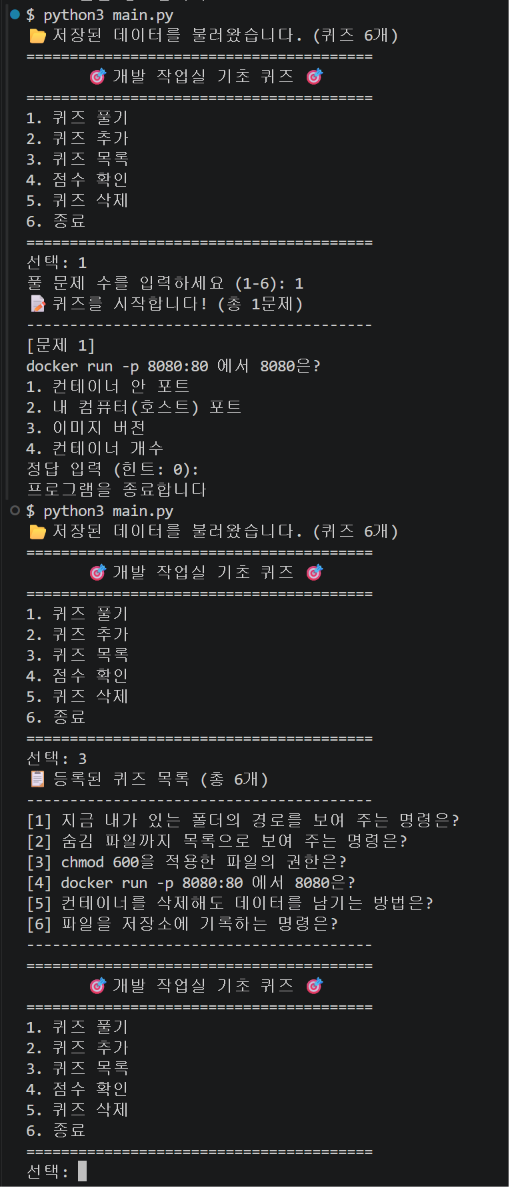 $ python3 main.py
📂 저장된 데이터를 불러왔습니다. (퀴즈 6개)
========================================
🎯 개발 작업실 기초 퀴즈 🎯
========================================
1. 퀴즈 풀기
2. 퀴즈 추가
3. 퀴즈 목록
4. 점수 확인
5. 퀴즈 삭제
6. 종료
========================================
선택: 1
풀 문제 수를 입력하세요 (1-6): 1
📝 퀴즈를 시작합니다! (총 1문제)
----------------------------------------
[문제 1]
docker run -p 8080:80 에서 8080은?
1. 컨테이너 안 포트
2. 내 컴퓨터(호스트) 포트
3. 이미지 버전
4. 컨테이너 개수
정답 입력 (힌트: 0):
프로그램을 종료합니다
$ python3 main.py
📂 저장된 데이터를 불러왔습니다. (퀴즈 6개)
========================================
🎯 개발 작업실 기초 퀴즈 🎯
========================================
1. 퀴즈 풀기
2. 퀴즈 추가
3. 퀴즈 목록
4. 점수 확인
5. 퀴즈 삭제
6. 종료
========================================
선택: 3
📋 등록된 퀴즈 목록 (총 6개)
----------------------------------------
[1] 지금 내가 있는 폴더의 경로를 보여 주는 명령은?
[2] 숨김 파일까지 목록으로 보여 주는 명령은?
[3] chmod 600을 적용한 파일의 권한은?
[4] docker run -p 8080:80 에서 8080은?
[5] 컨테이너를 삭제해도 데이터를 남기는 방법은?
[6] 파일을 저장소에 기록하는 명령은?
----------------------------------------
========================================
🎯 개발 작업실 기초 퀴즈 🎯
========================================
1. 퀴즈 풀기
2. 퀴즈 추가
3. 퀴즈 목록
4. 점수 확인
5. 퀴즈 삭제
6. 종료
========================================
선택: